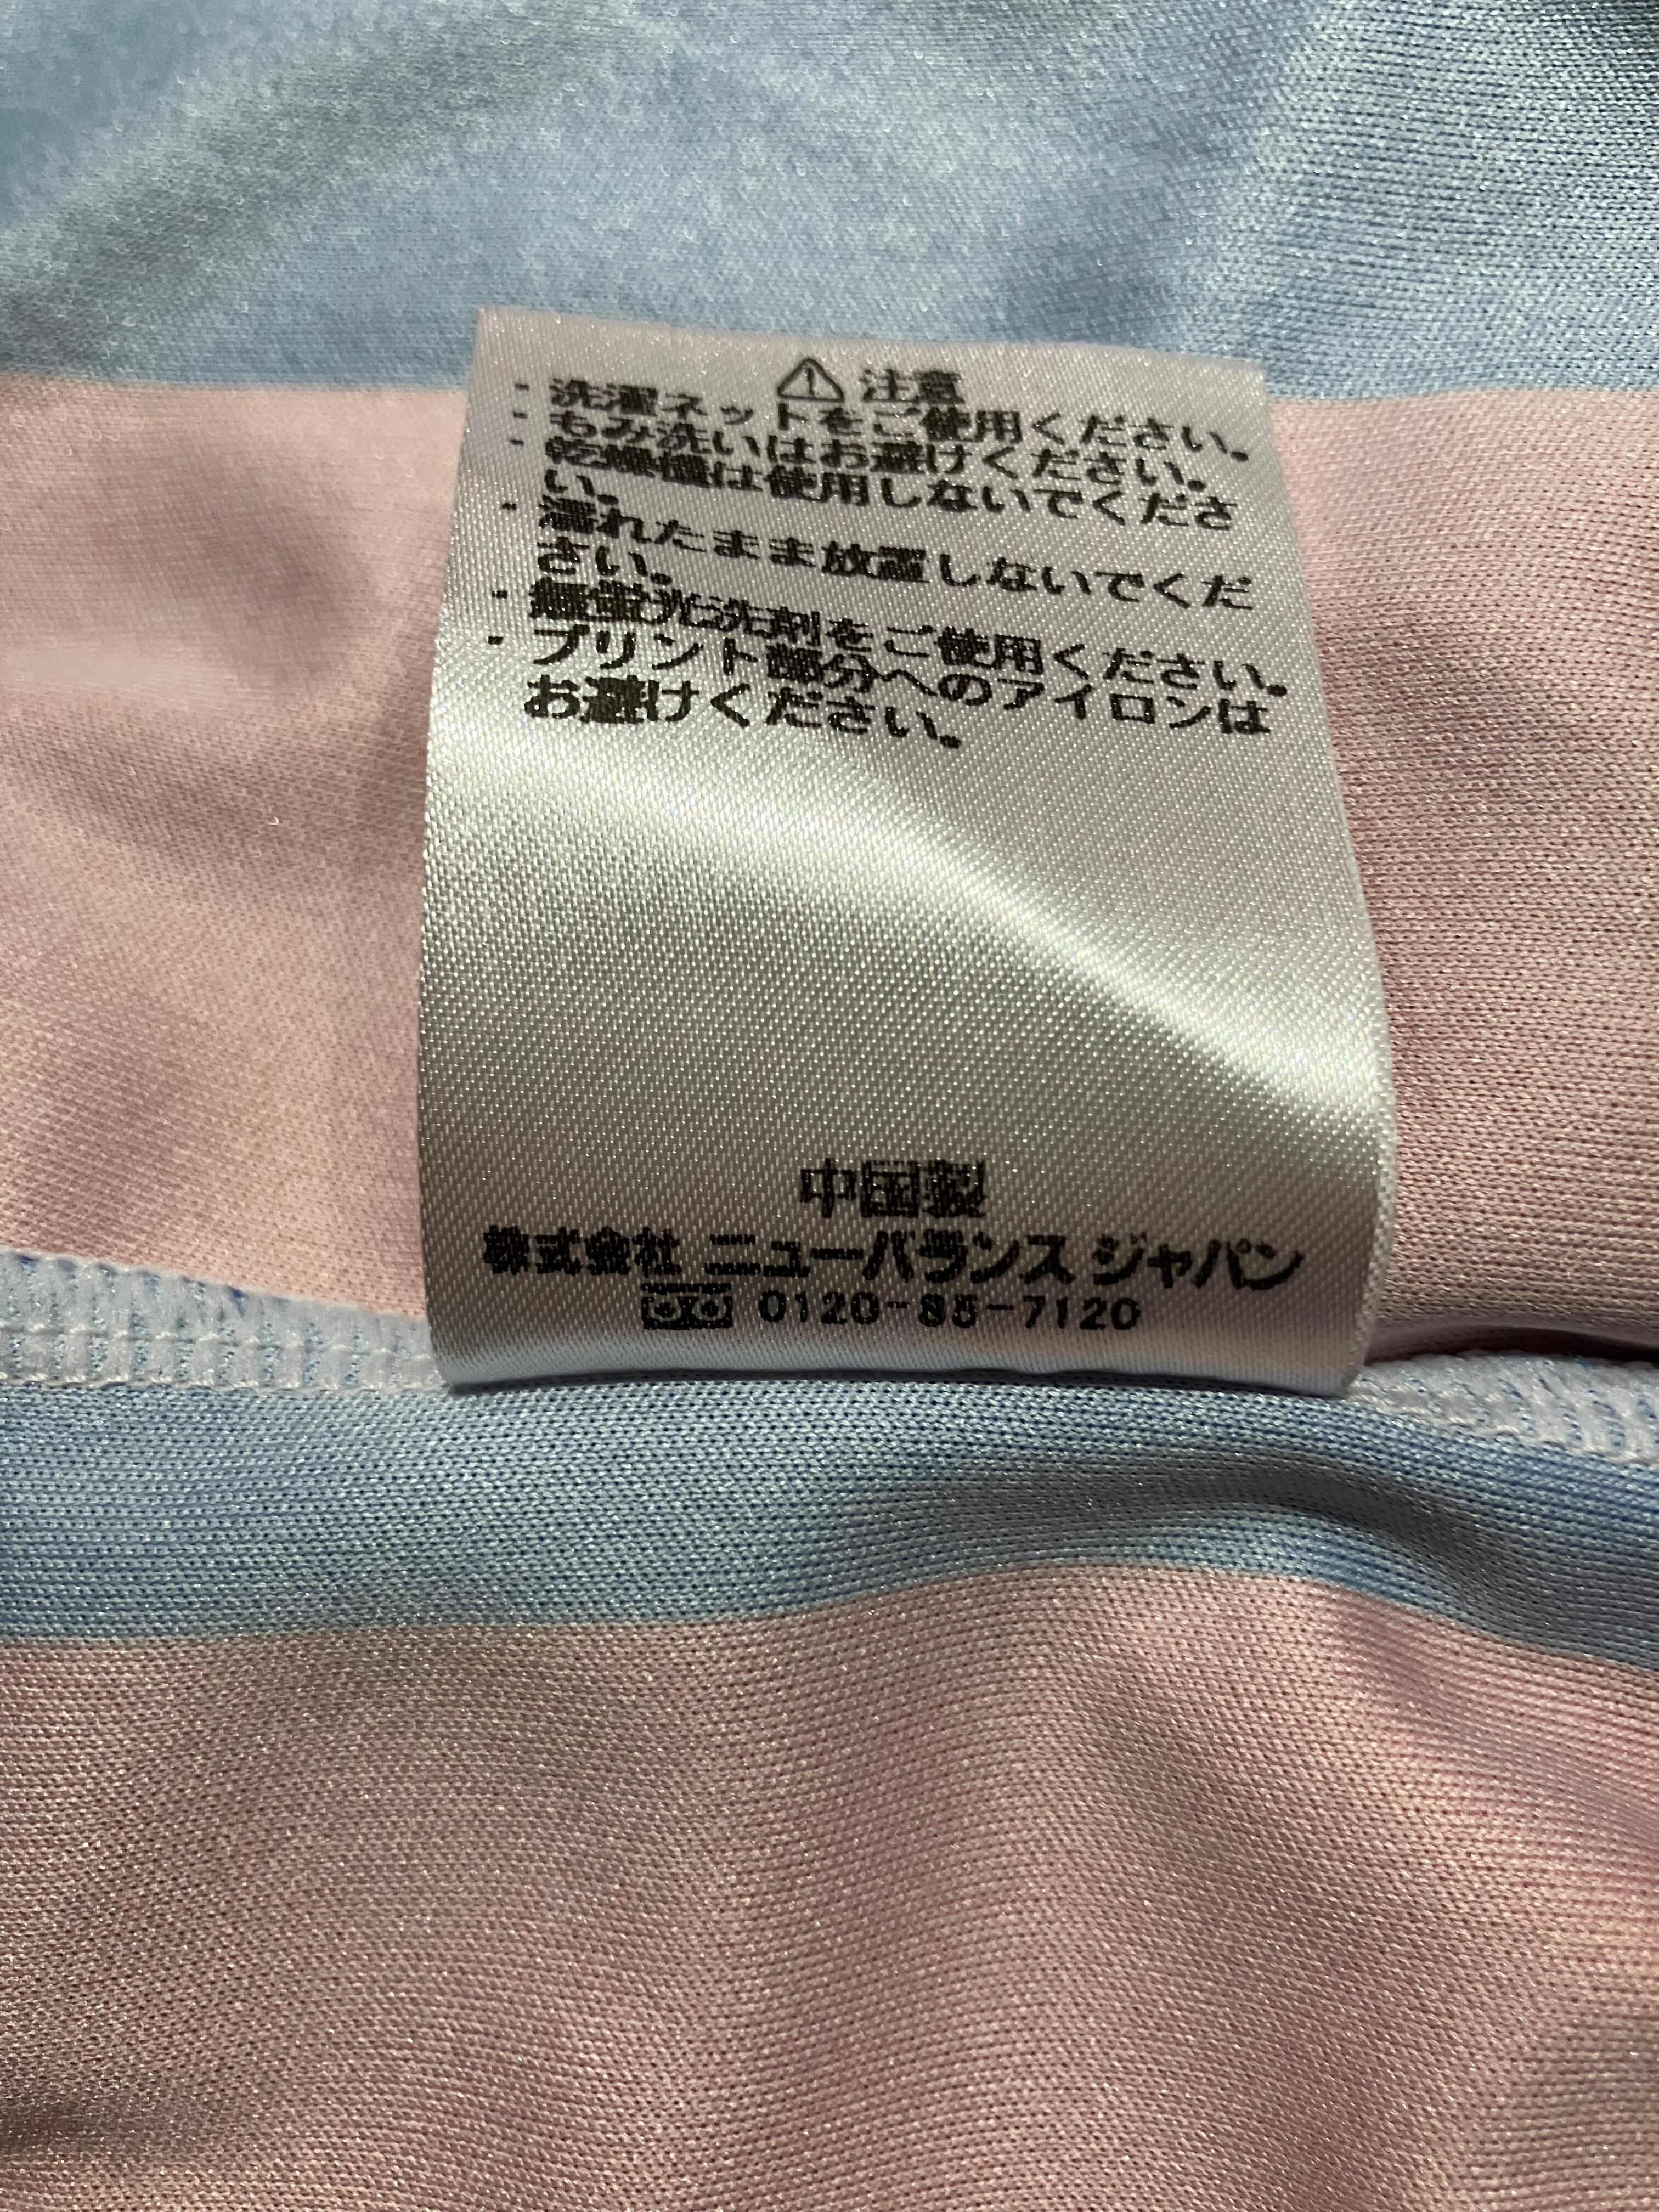 ⚠ 注意
・洗濯ネットをご使用ください。
・もみ洗いはお避けください。
・乾燥機は使用しないでくださ
い。
・濡れたまま放置しないでくだ
さい。
・無蛍光洗剤をご使用ください。
・プリント部分へのアイロンは
お避けください。
中国製
株式会社 ニューバランス ジャパン
0120-85-7120